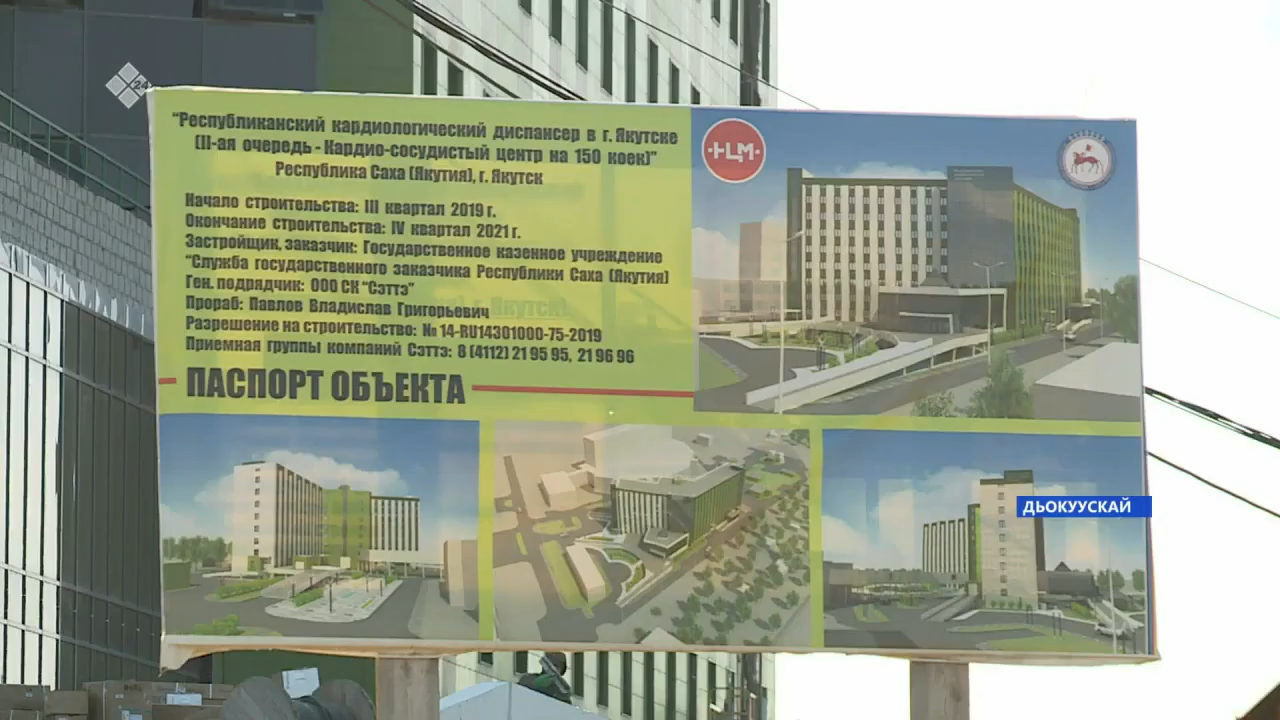 24
"Республиканский кардиологический диспансер в г. Якутске
(II-ая очередь - Кардио-сосудистый центр на 150 коек)"
Республика Саха (Якутия), г. Якутск
Начало строительства: III квартал 2019 г.
Окончание строительства: IV квартал 2021 г.
Застройщик, заказчик: Государственное казенное учреждение
"Служба государственного заказчика Республики Саха (Якутия)
Ген. подрядчик: ООО СК "Сэттэ"
Прораб: Павлов Владислав Григорьевич
Разрешение на строительство: № 14-RU14301000-75-2019
Приемная группы компаний Сэттэ: 8 (4112) 21 95 95, 21 96 96
ПАСПОРТ ОБЪЕКТА
НЦМ
ДЬОКУУСКАЙ